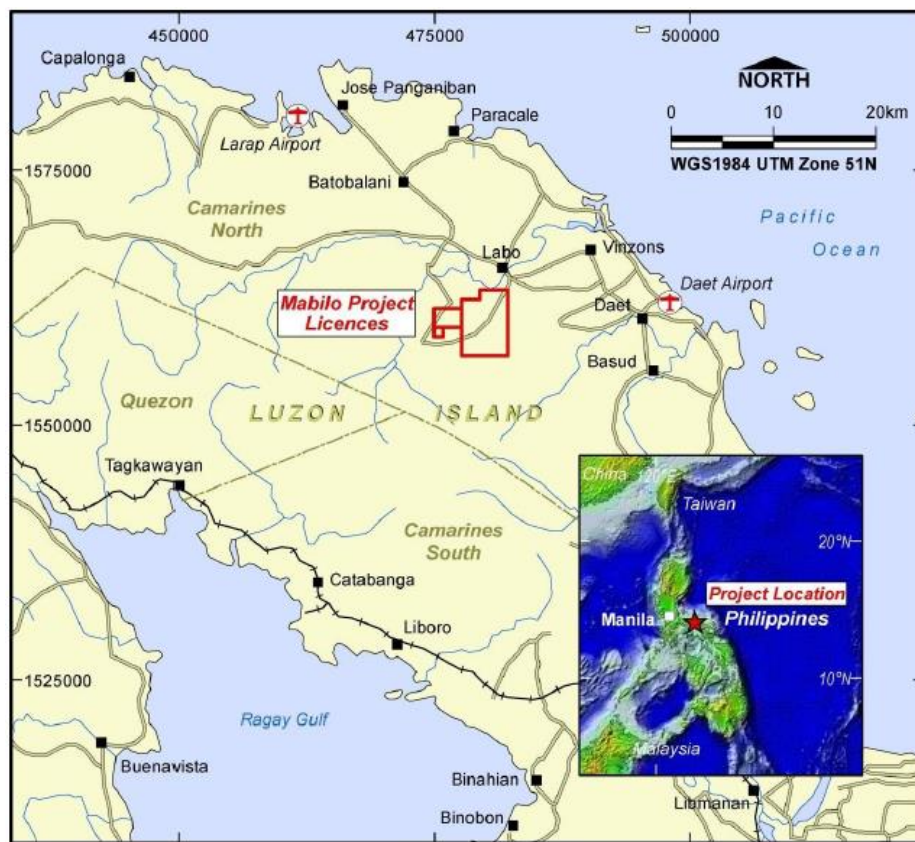 450000
475000
500000
Capalonga
Jose Panganiban
NORTH
Paracale
0
10
20km
Larap Airport
WGS1984 UTM Zone 51N
1575000
Batobalani
Camarines
North
Pacific
Ocean
Labo
Vinzons
Daet Airport
Mabilo Project
Licences
Daet
Basud
Quezon
LUZON ISLAND
1550000
Tagkawayan
China
120°E
Taiwan
Camarines
South
20°N
Catabanga
Project Location
Manila
Philippines
Liboro
1525000
10°N
Ragay Gulf
Malaysia
Buenavista
Binahian
Libmanan
Binobon